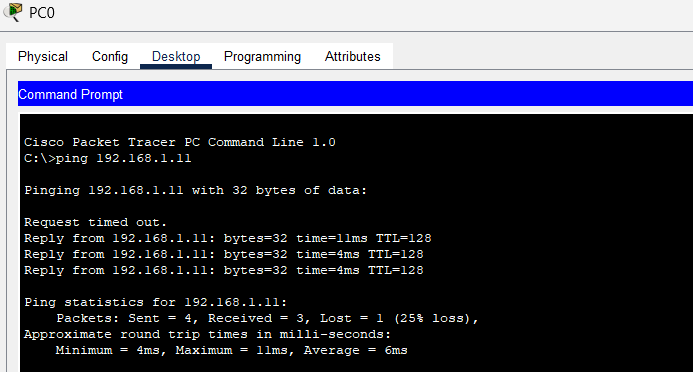 PC0
Physical Config Desktop Programming Attributes
Command Prompt
Cisco Packet Tracer PC Command Line 1.0
C:\>ping 192.168.1.11
Pinging 192.168.1.11 with 32 bytes of data:
Request timed out.
Reply from 192.168.1.11: bytes=32 time=11ms TTL=128
Reply from 192.168.1.11: bytes=32 time=4ms TTL=128
Reply from 192.168.1.11: bytes=32 time=4ms TTL=128
Ping statistics for 192.168.1.11:
Packets: Sent = 4, Received = 3, Lost = 1 (25% loss),
Approximate round trip times in milli-seconds:
Minimum = 4ms, Maximum = 11ms, Average = 6ms